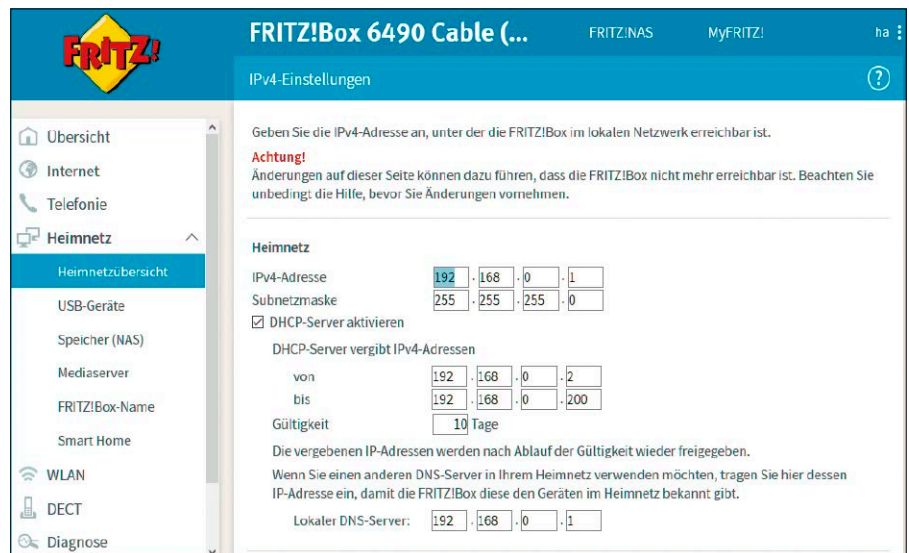 FRITZ!
FRITZ!Box 6490 Cable (...
FRITZ!NAS
MyFRITZ!
ha
IPv4-Einstellungen
?
Übersicht
Internet
Telefonie
Heimnetz
Heimnetzübersicht
USB-Geräte
Speicher (NAS)
Mediaserver
FRITZ!Box-Name
Smart Home
WLAN
DECT
Diagnose
Geben Sie die IPv4-Adresse an, unter der die FRITZ!Box im lokalen Netzwerk erreichbar ist.
Achtung!
Änderungen auf dieser Seite können dazu führen, dass die FRITZ!Box nicht mehr erreichbar ist. Beachten Sie
unbedingt die Hilfe, bevor Sie Änderungen vornehmen.
Heimnetz
IPv4-Adresse 192 . 168 . 0 . 1
Subnetzmaske 255 . 255 . 255 . 0
DHCP-Server aktivieren
DHCP-Server vergibt IPv4-Adressen
von 192 . 168 . 0 . 2
bis 192 . 168 . 0 . 200
Gültigkeit 10 Tage
Die vergebenen IP-Adressen werden nach Ablauf der Gültigkeit wieder freigegeben.
Wenn Sie einen anderen DNS-Server in Ihrem Heimnetz verwenden möchten, tragen Sie hier dessen
IP-Adresse ein, damit die FRITZ!Box diese den Geräten im Heimnetz bekannt gibt.
Lokaler DNS-Server: 192 . 168 . 0 . 1